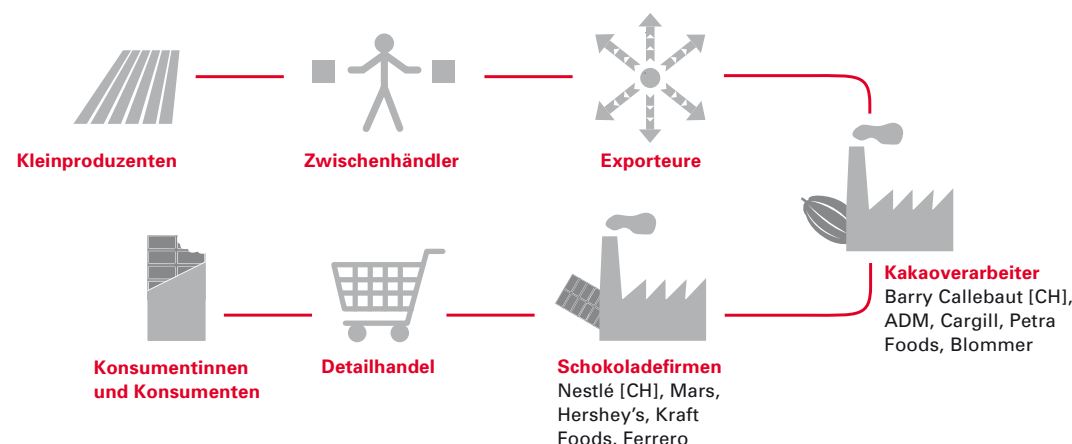 Kleinproduzenten
Zwischenhändler
Exporteure
Kakaoverarbeiter
Barry Callebaut [CH],
ADM, Cargill, Petra
Foods, Blommer
Schokoladefirmen
Nestlé [CH], Mars,
Hershey’s, Kraft
Foods, Ferrero
Detailhandel
Konsumentinnen
und Konsumenten